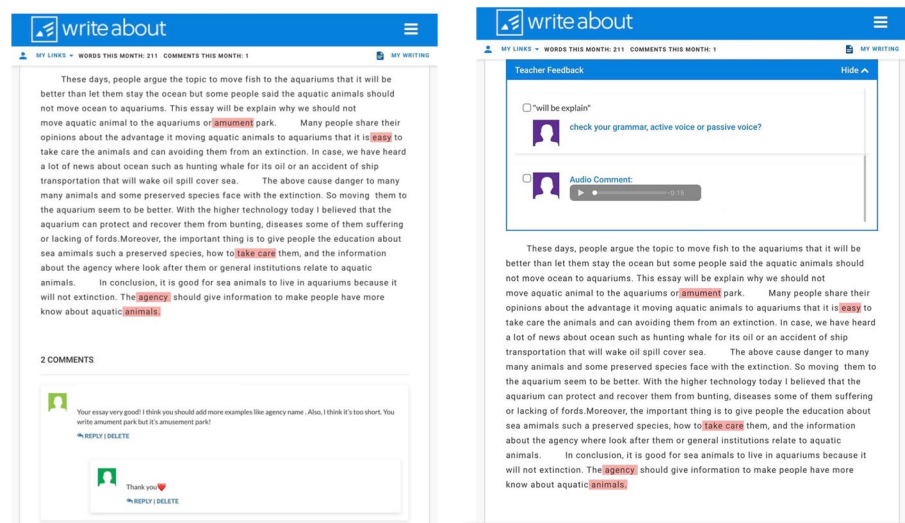 write about
MY LINKS WORDS THIS MONTH: 211 COMMENTS THIS MONTH: 1 MY WRITING
These days, people argue the topic to move fish to the aquariums that it will be
better than let them stay the ocean but some people said the aquatic animals should
not move ocean to aquariums. This essay will be explain why we should not
move aquatic animal to the aquariums or amument park. Many people share their
opinions about the advantage it moving aquatic animals to aquariums that it is easy to
take care the animals and can avoiding them from an extinction. In case, we have heard
a lot of news about ocean such as hunting whale for its oil or an accident of ship
transportation that will wake oil spill cover sea. The above cause danger to many
many animals and some preserved species face with the extinction. So moving them to
the aquarium seem to be better. With the higher technology today I believed that the
aquarium can protect and recover them from bunting, diseases some of them suffering
or lacking of fords.Moreover, the important thing is to give people the education about
sea amimals such a preserved species, how to take care them, and the information
about the agency where look after them or general institutions relate to aquatic
animals. In conclusion, it is good for sea animals to live in aquariums because it
will not extinction. The agency should give information to make people have more
know about aquatic animals.
2 COMMENTS
Your essay very good! I think you should add more examples like agency name . Also, I think it's too short. You
write amument park but it's amusement park!
REPLY | DELETE
Thank you
REPLY | DELETE
write about
MY LINKS WORDS THIS MONTH: 211 COMMENTS THIS MONTH: 1 MY WRITING
Teacher Feedback Hide
"will be explain"
check your grammar, active voice or passive voice?
Audio Comment:
-0:15
These days, people argue the topic to move fish to the aquariums that it will be
better than let them stay the ocean but some people said the aquatic animals should
not move ocean to aquariums. This essay will be explain why we should not
move aquatic animal to the aquariums or amument park. Many people share their
opinions about the advantage it moving aquatic animals to aquariums that it is easy to
take care the animals and can avoiding them from an extinction. In case, we have heard
a lot of news about ocean such as hunting whale for its oil or an accident of ship
transportation that will wake oil spill cover sea. The above cause danger to many
many animals and some preserved species face with the extinction. So moving them to
the aquarium seem to be better. With the higher technology today I believed that the
aquarium can protect and recover them from bunting, diseases some of them suffering
or lacking of fords.Moreover, the important thing is to give people the education about
sea amimals such a preserved species, how to take care them, and the information
about the agency where look after them or general institutions relate to aquatic
animals. In conclusion, it is good for sea animals to live in aquariums because it
will not extinction. The agency should give information to make people have more
know about aquatic animals.